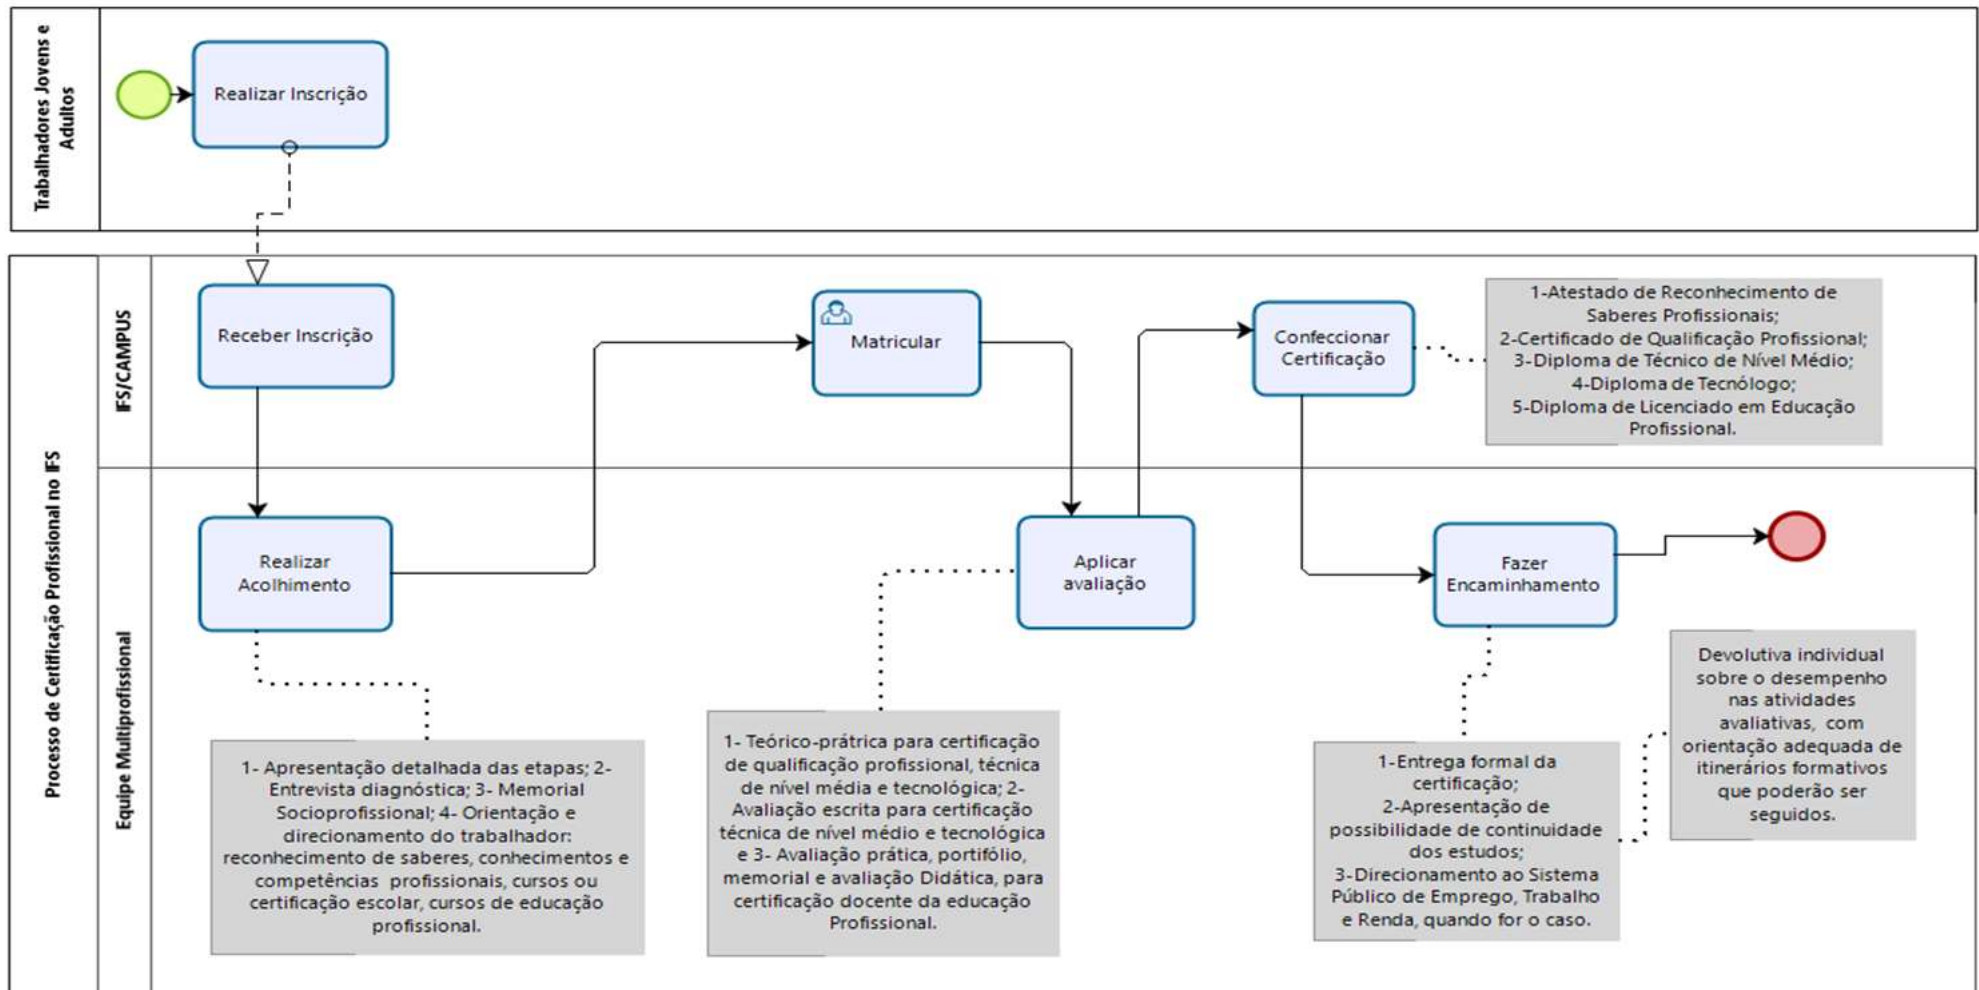 Trabalhadores Jovens e
Adultos
Realizar Inscrição
Processo de Certificação Profissional no IFS
IFS/CAMPUS
Receber Inscrição
Matricular
Confeccionar
Certificação
1-Atestado de Reconhecimento de
Saberes Profissionais;
2-Certificado de Qualificação Profissional;
3-Diploma de Técnico de Nível Médio;
4-Diploma de Tecnólogo;
5-Diploma de Licenciado em Educação
Profissional.
Equipe Multiprofissional
Realizar
Acolhimento
Aplicar
avaliação
Fazer
Encaminhamento
1- Apresentação detalhada das etapas; 2-
Entrevista diagnóstica; 3- Memorial
Socioprofissional; 4- Orientação e
direcionamento do trabalhador:
reconhecimento de saberes, conhecimentos e
competências profissionais, cursos ou
certificação escolar, cursos de educação
profissional.
1- Teórico-prátrica para certificação
de qualificação profissional, técnica
de nível média e tecnológica; 2-
Avaliação escrita para certificação
técnica de nível médio e tecnológica
e 3- Avaliação prática, portifólio,
memorial e avaliação Didática, para
certificação docente da educação
Profissional.
1-Entrega formal da
certificação;
2-Apresentação de
possibilidade de continuidade
dos estudos;
3-Direcionamento ao Sistema
Público de Emprego, Trabalho
e Renda, quando for o caso.
Devolutiva individual
sobre o desempenho
nas atividades
avaliativas, com
orientação adequada de
itinerários formativos
que poderão ser
seguidos.